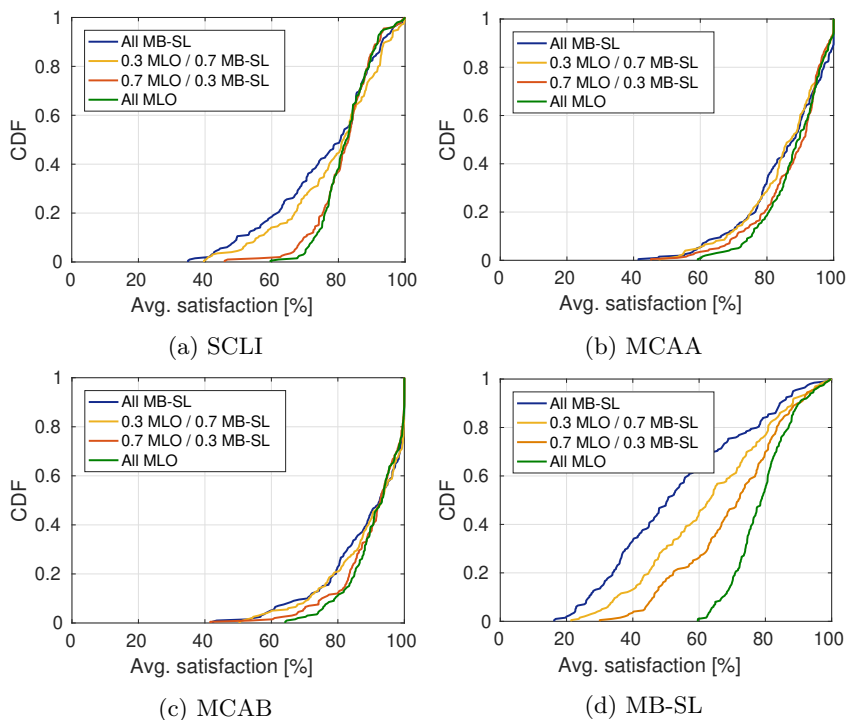 1
0.8
0.6
0.4
0.2
0
CDF
All MB-SL
0.3 MLO / 0.7 MB-SL
0.7 MLO / 0.3 MB-SL
All MLO
0 20 40 60 80 100
Avg. satisfaction [%]
(a) SCLI
1
0.8
0.6
0.4
0.2
0
CDF
All MB-SL
0.3 MLO / 0.7 MB-SL
0.7 MLO / 0.3 MB-SL
All MLO
0 20 40 60 80 100
Avg. satisfaction [%]
(b) MCAA
1
0.8
0.6
0.4
0.2
0
CDF
All MB-SL
0.3 MLO / 0.7 MB-SL
0.7 MLO / 0.3 MB-SL
All MLO
0 20 40 60 80 100
Avg. satisfaction [%]
(c) MCAB
1
0.8
0.6
0.4
0.2
0
CDF
All MB-SL
0.3 MLO / 0.7 MB-SL
0.7 MLO / 0.3 MB-SL
All MLO
0 20 40 60 80 100
Avg. satisfaction [%]
(d) MB-SL